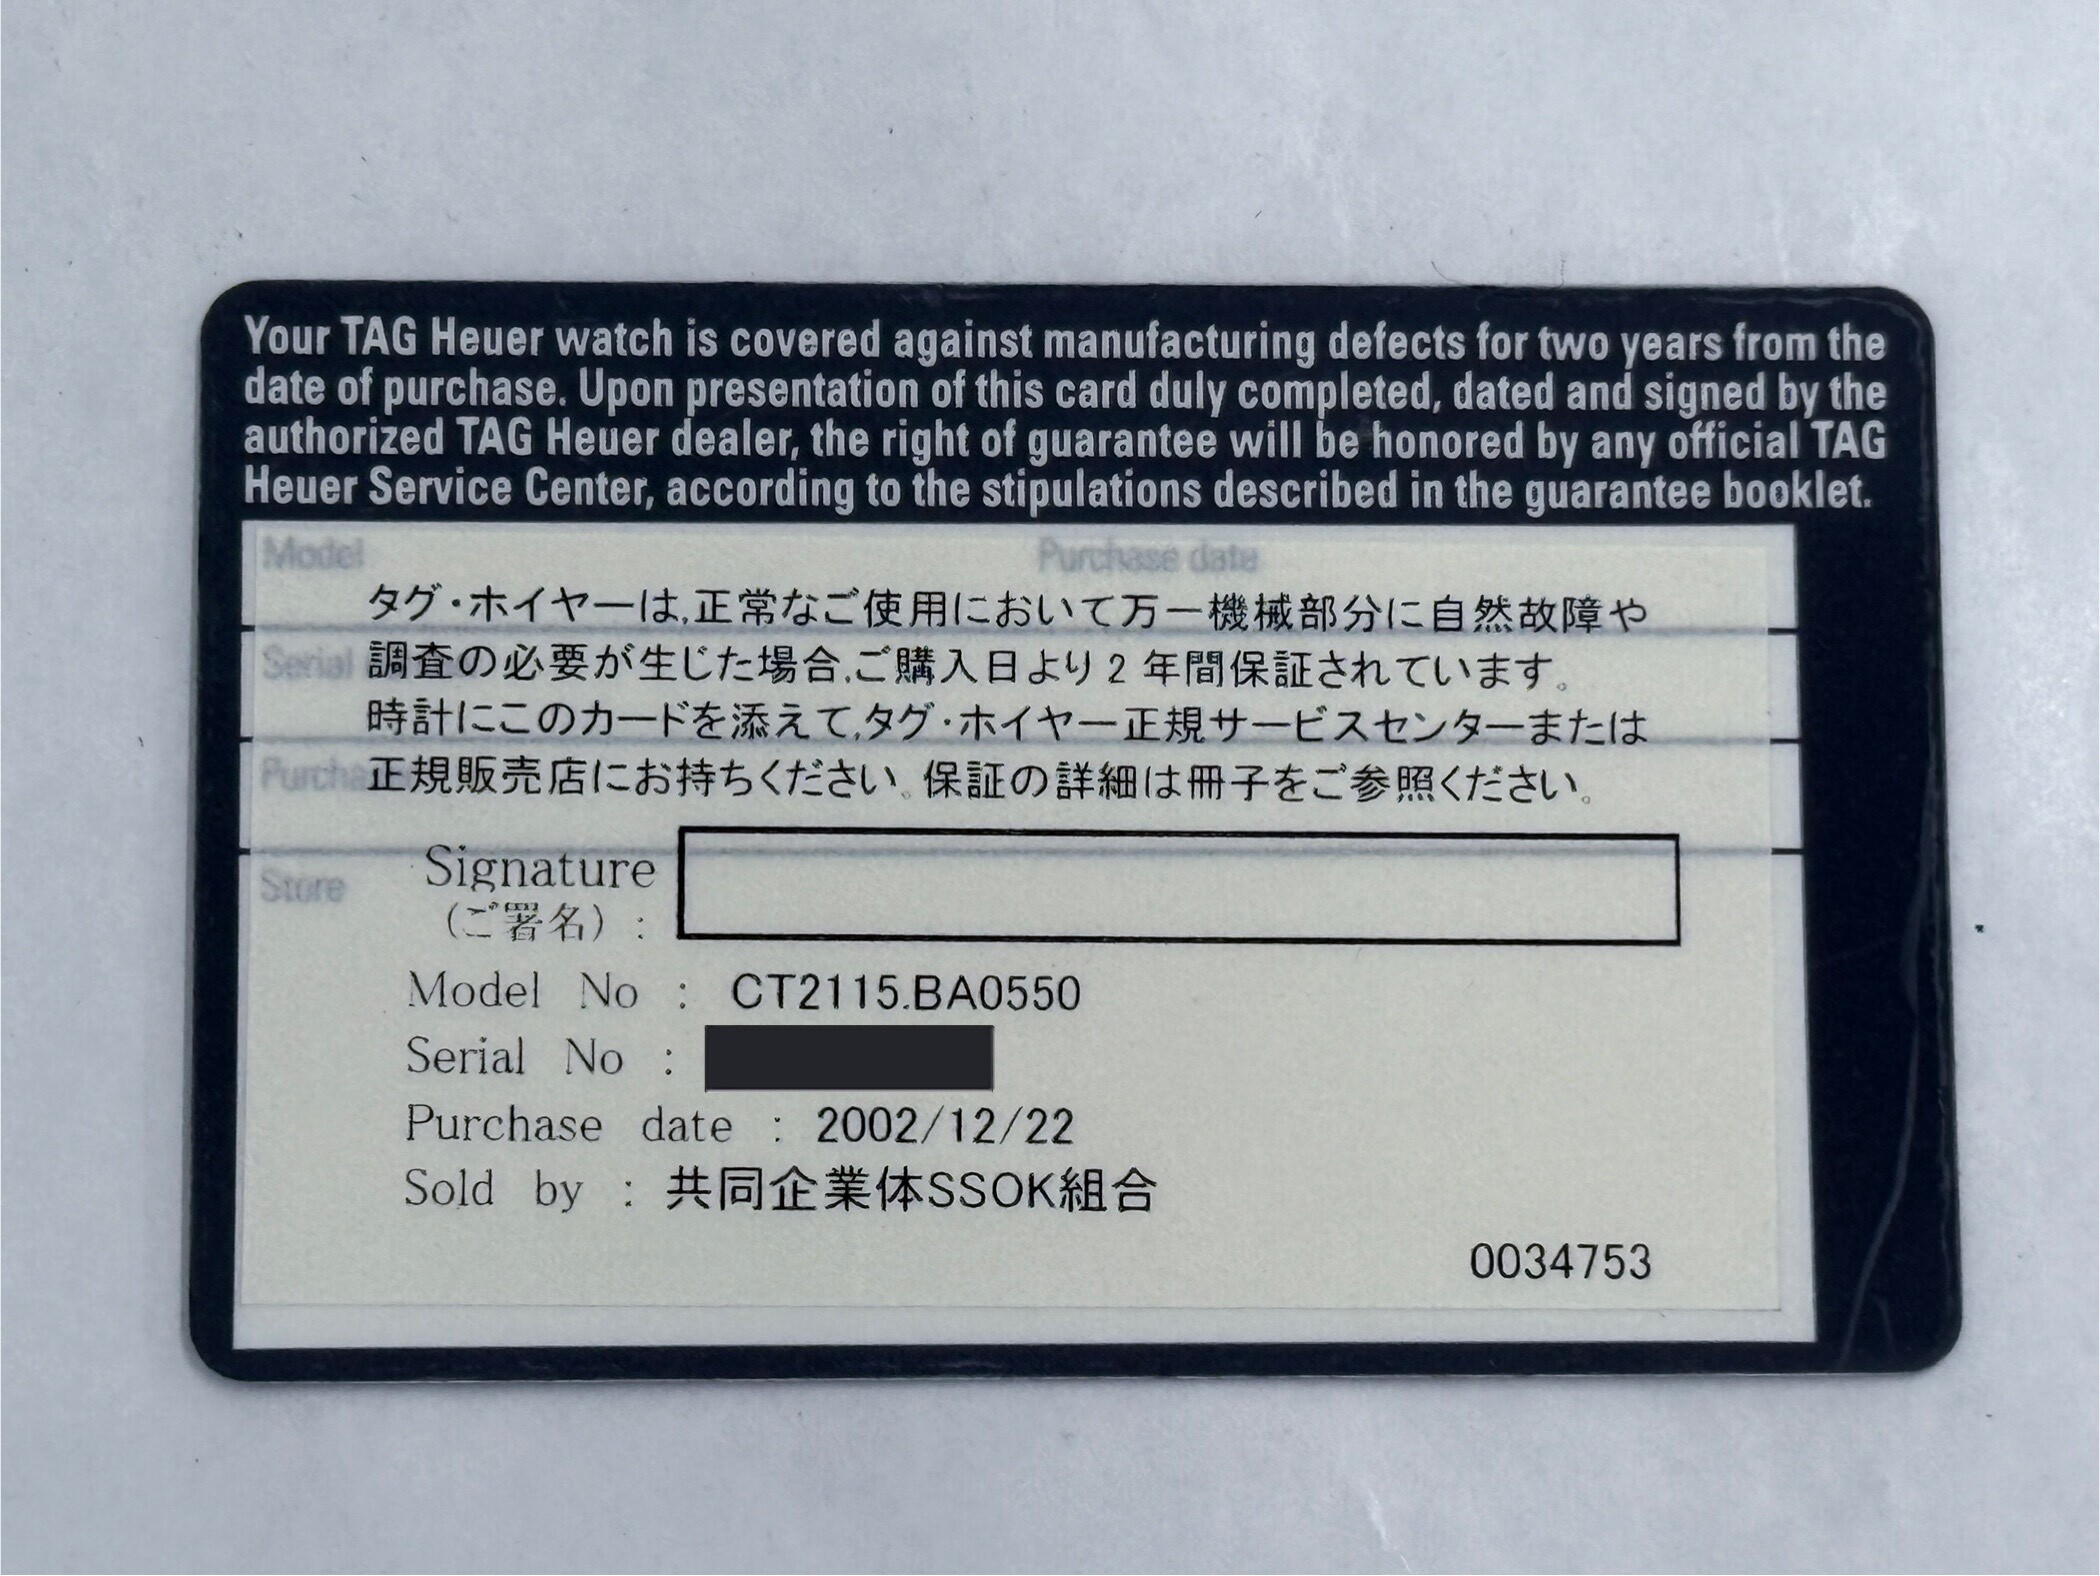 Your TAG Heuer watch is covered against manufacturing defects for two years from the
date of purchase. Upon presentation of this card duly completed, dated and signed by the
authorized TAG Heuer dealer, the right of guarantee will be honored by any official TAG
Heuer Service Center, according to the stipulations described in the guarantee booklet.
Model Purchase date
タグ・ホイヤーは,正常なご使用において万一機械部分に自然故障や
Serial
調査の必要が生じた場合,ご購入日より2年間保証されています。
時計にこのカードを添えて,タグ・ホイヤー正規サービスセンターまたは
正規販売店にお持ちください。保証の詳細は冊子をご参照ください。
Store
Signature
(ご署名) :
Model No : CT2115.BA0550
Serial No :
Purchase date : 2002/12/22
Sold by : 共同企業体SSOK組合
0034753